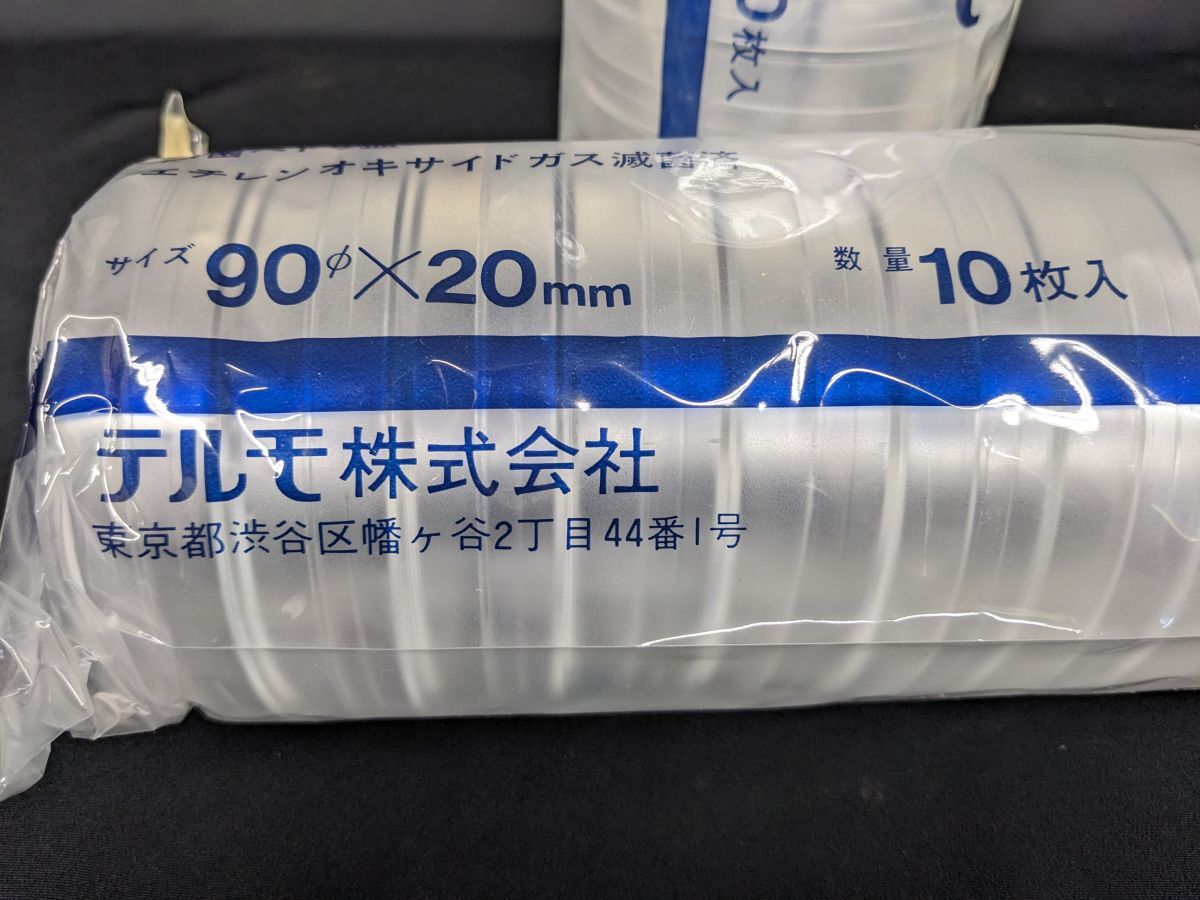 枚入
エチレンオキサイドガス滅菌済
サイズ 90φ×20mm 数量10枚入
テルモ株式会社
東京都渋谷区幡ヶ谷2丁目44番1号